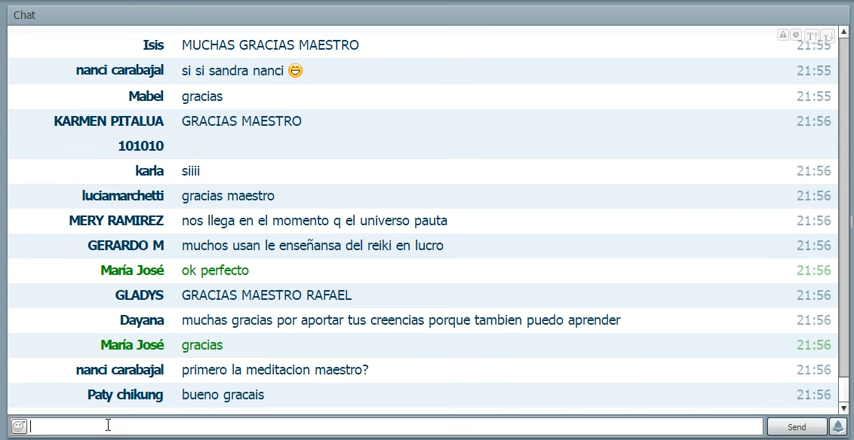 Chat
Isis MUCHAS GRACIAS MAESTRO 21:55
nanci carabajal si si sandra nanci 21:55
Mabel gracias 21:55
KARMEN PITALUA GRACIAS MAESTRO 21:56
101010
karla siiii 21:56
luciamarchetti gracias maestro 21:56
MERY RAMIREZ nos llega en el momento q el universo pauta 21:56
GERARDO M muchos usan le enseñansa del reiki en lucro 21:56
María José ok perfecto 21:56
GLADYS GRACIAS MAESTRO RAFAEL 21:56
Dayana muchas gracias por aportar tus creencias porque tambien puedo aprender 21:56
María José gracias 21:56
nanci carabajal primero la meditacion maestro? 21:56
Paty chikung bueno gracais 21:56
Send